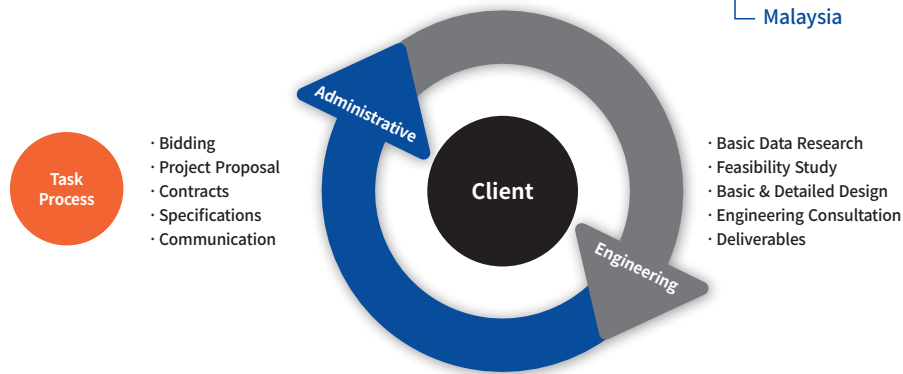 Malaysia
Administrative
Task
Process
· Bidding
· Project Proposal
· Contracts
· Specifications
· Communication
Client
Engineering
· Basic Data Research
· Feasibility Study
· Basic & Detailed Design
· Engineering Consultation
· Deliverables